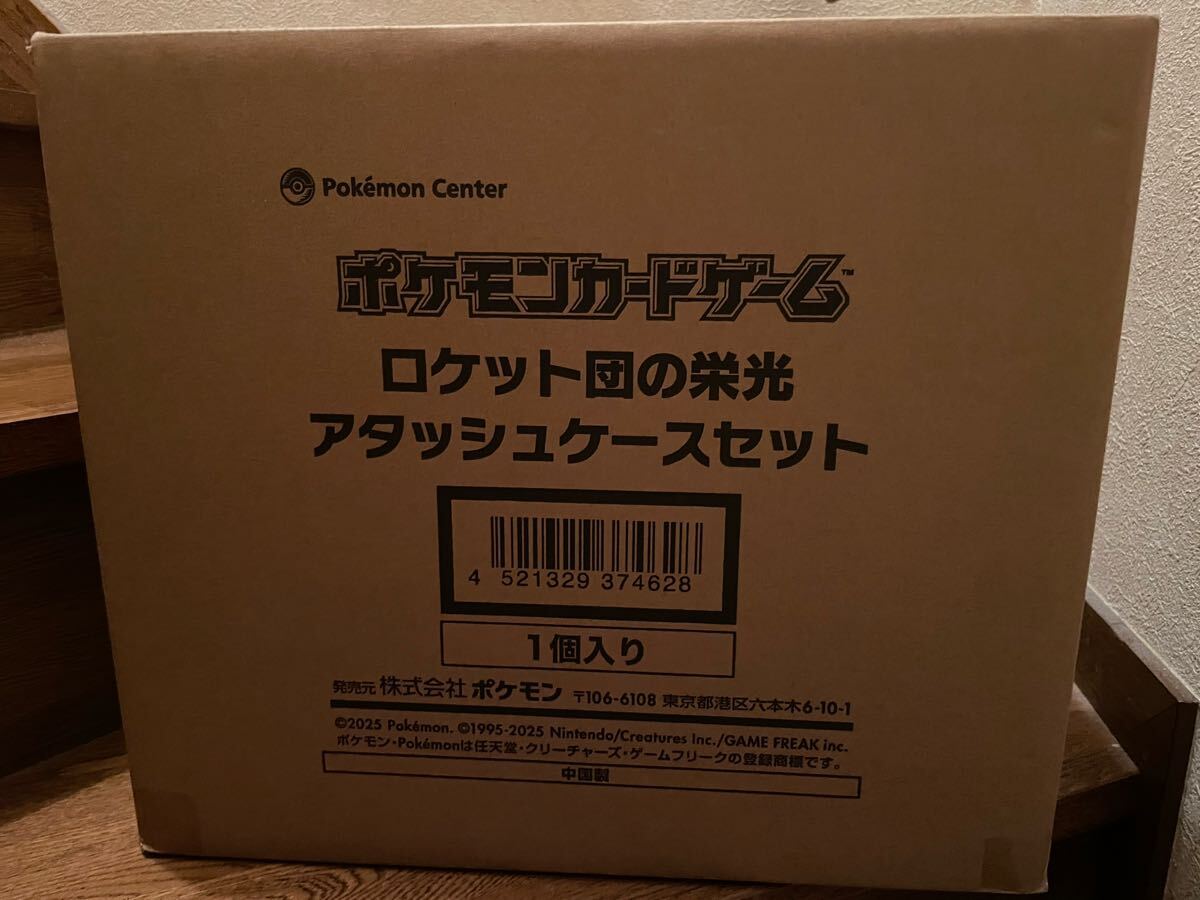 Pokémon Center
ポケモンカードゲーム™
ロケット団の栄光
アタッシュケースセット
4 521329 374628
1個入り
発売元 株式会社 ポケモン 〒106-6108 東京都港区六本木6-10-1
©2025 Pokémon. ©1995-2025 Nintendo/Creatures Inc./GAME FREAK inc.
ポケモン・Pokémonは任天堂・クリーチャーズ・ゲームフリークの登録商標です。
中国製